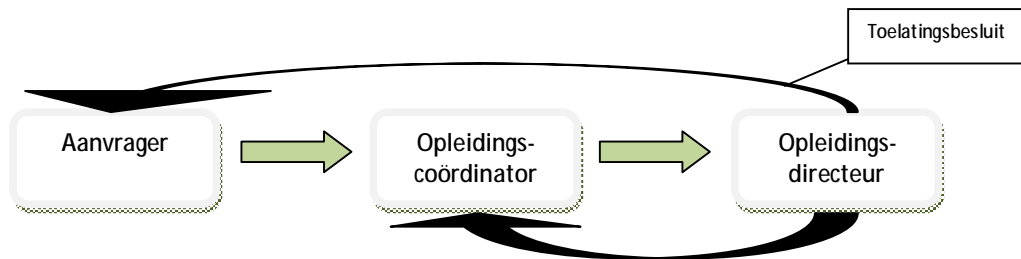 Toelatingsbesluit
Aanvrager
Opleidings-
coördinator
Opleidings-
directeur